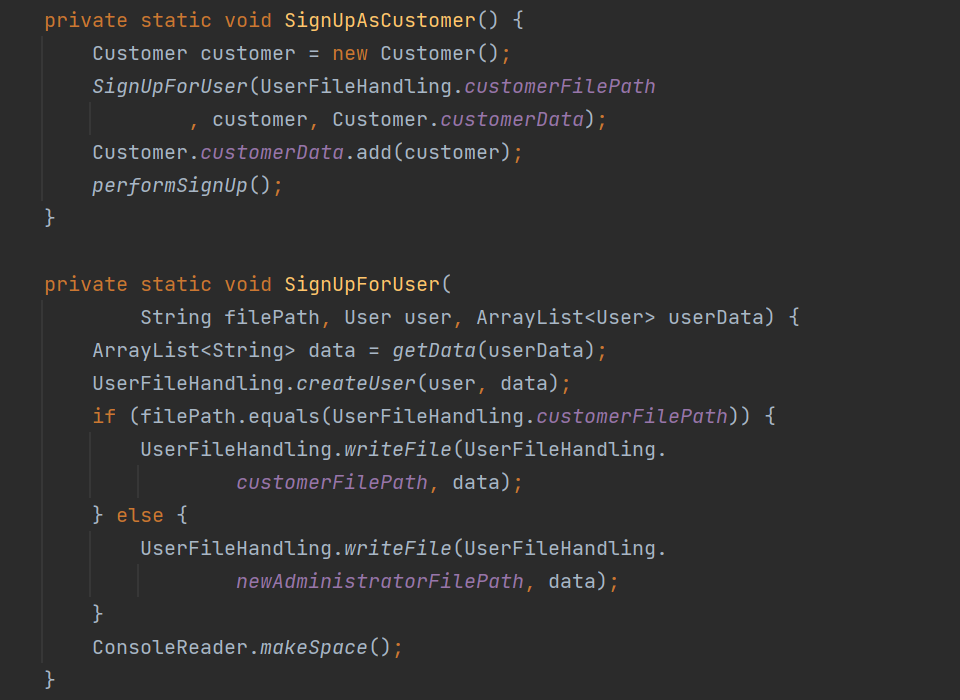 private static void SignUpAsCustomer() {
    Customer customer = new Customer();
    SignUpForUser(UserFileHandling.customerFilePath
            , customer, Customer.customerData);
    Customer.customerData.add(customer);
    performSignUp();
}

private static void SignUpForUser(
        String filePath, User user, ArrayList<User> userData) {
    ArrayList<String> data = getData(userData);
    UserFileHandling.createUser(user, data);
    if (filePath.equals(UserFileHandling.customerFilePath)) {
        UserFileHandling.writeFile(UserFileHandling.
                customerFilePath, data);
    } else {
        UserFileHandling.writeFile(UserFileHandling.
                newAdministratorFilePath, data);
    }
    ConsoleReader.makeSpace();
}